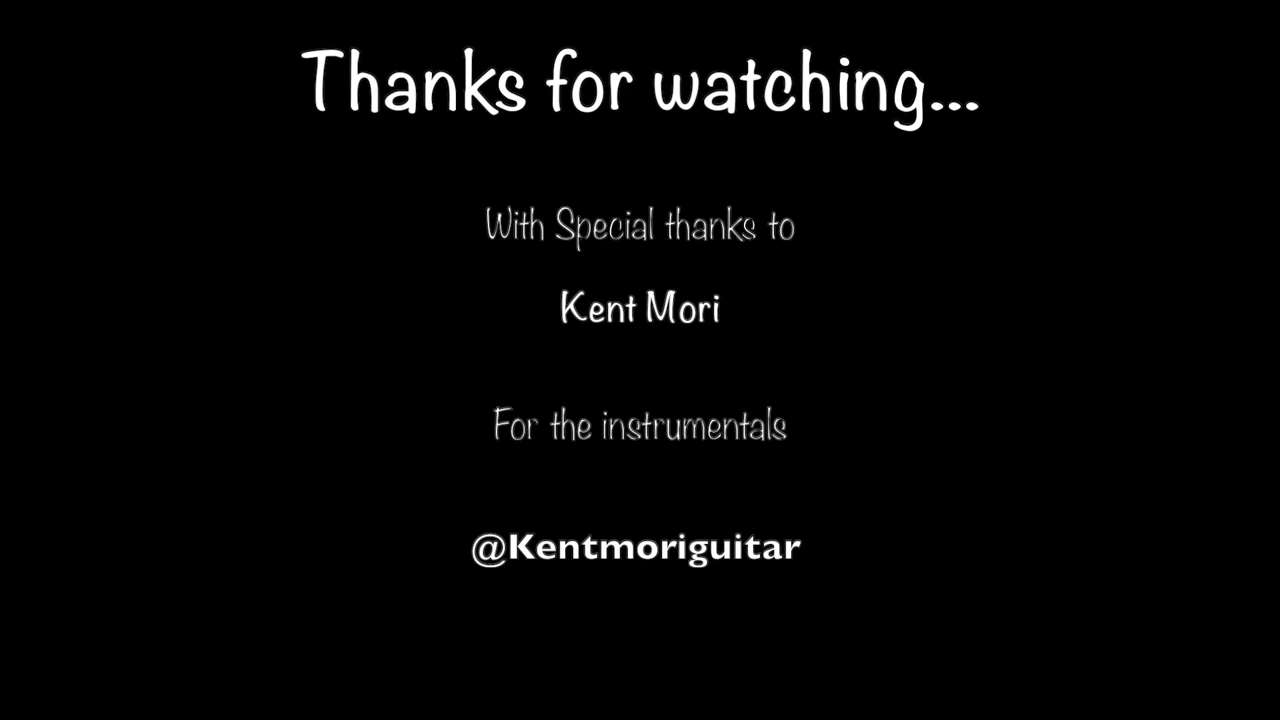 Thanks for watching...
With Special thanks to
Kent Mori
For the instrumentals
@Kentmoriguitar